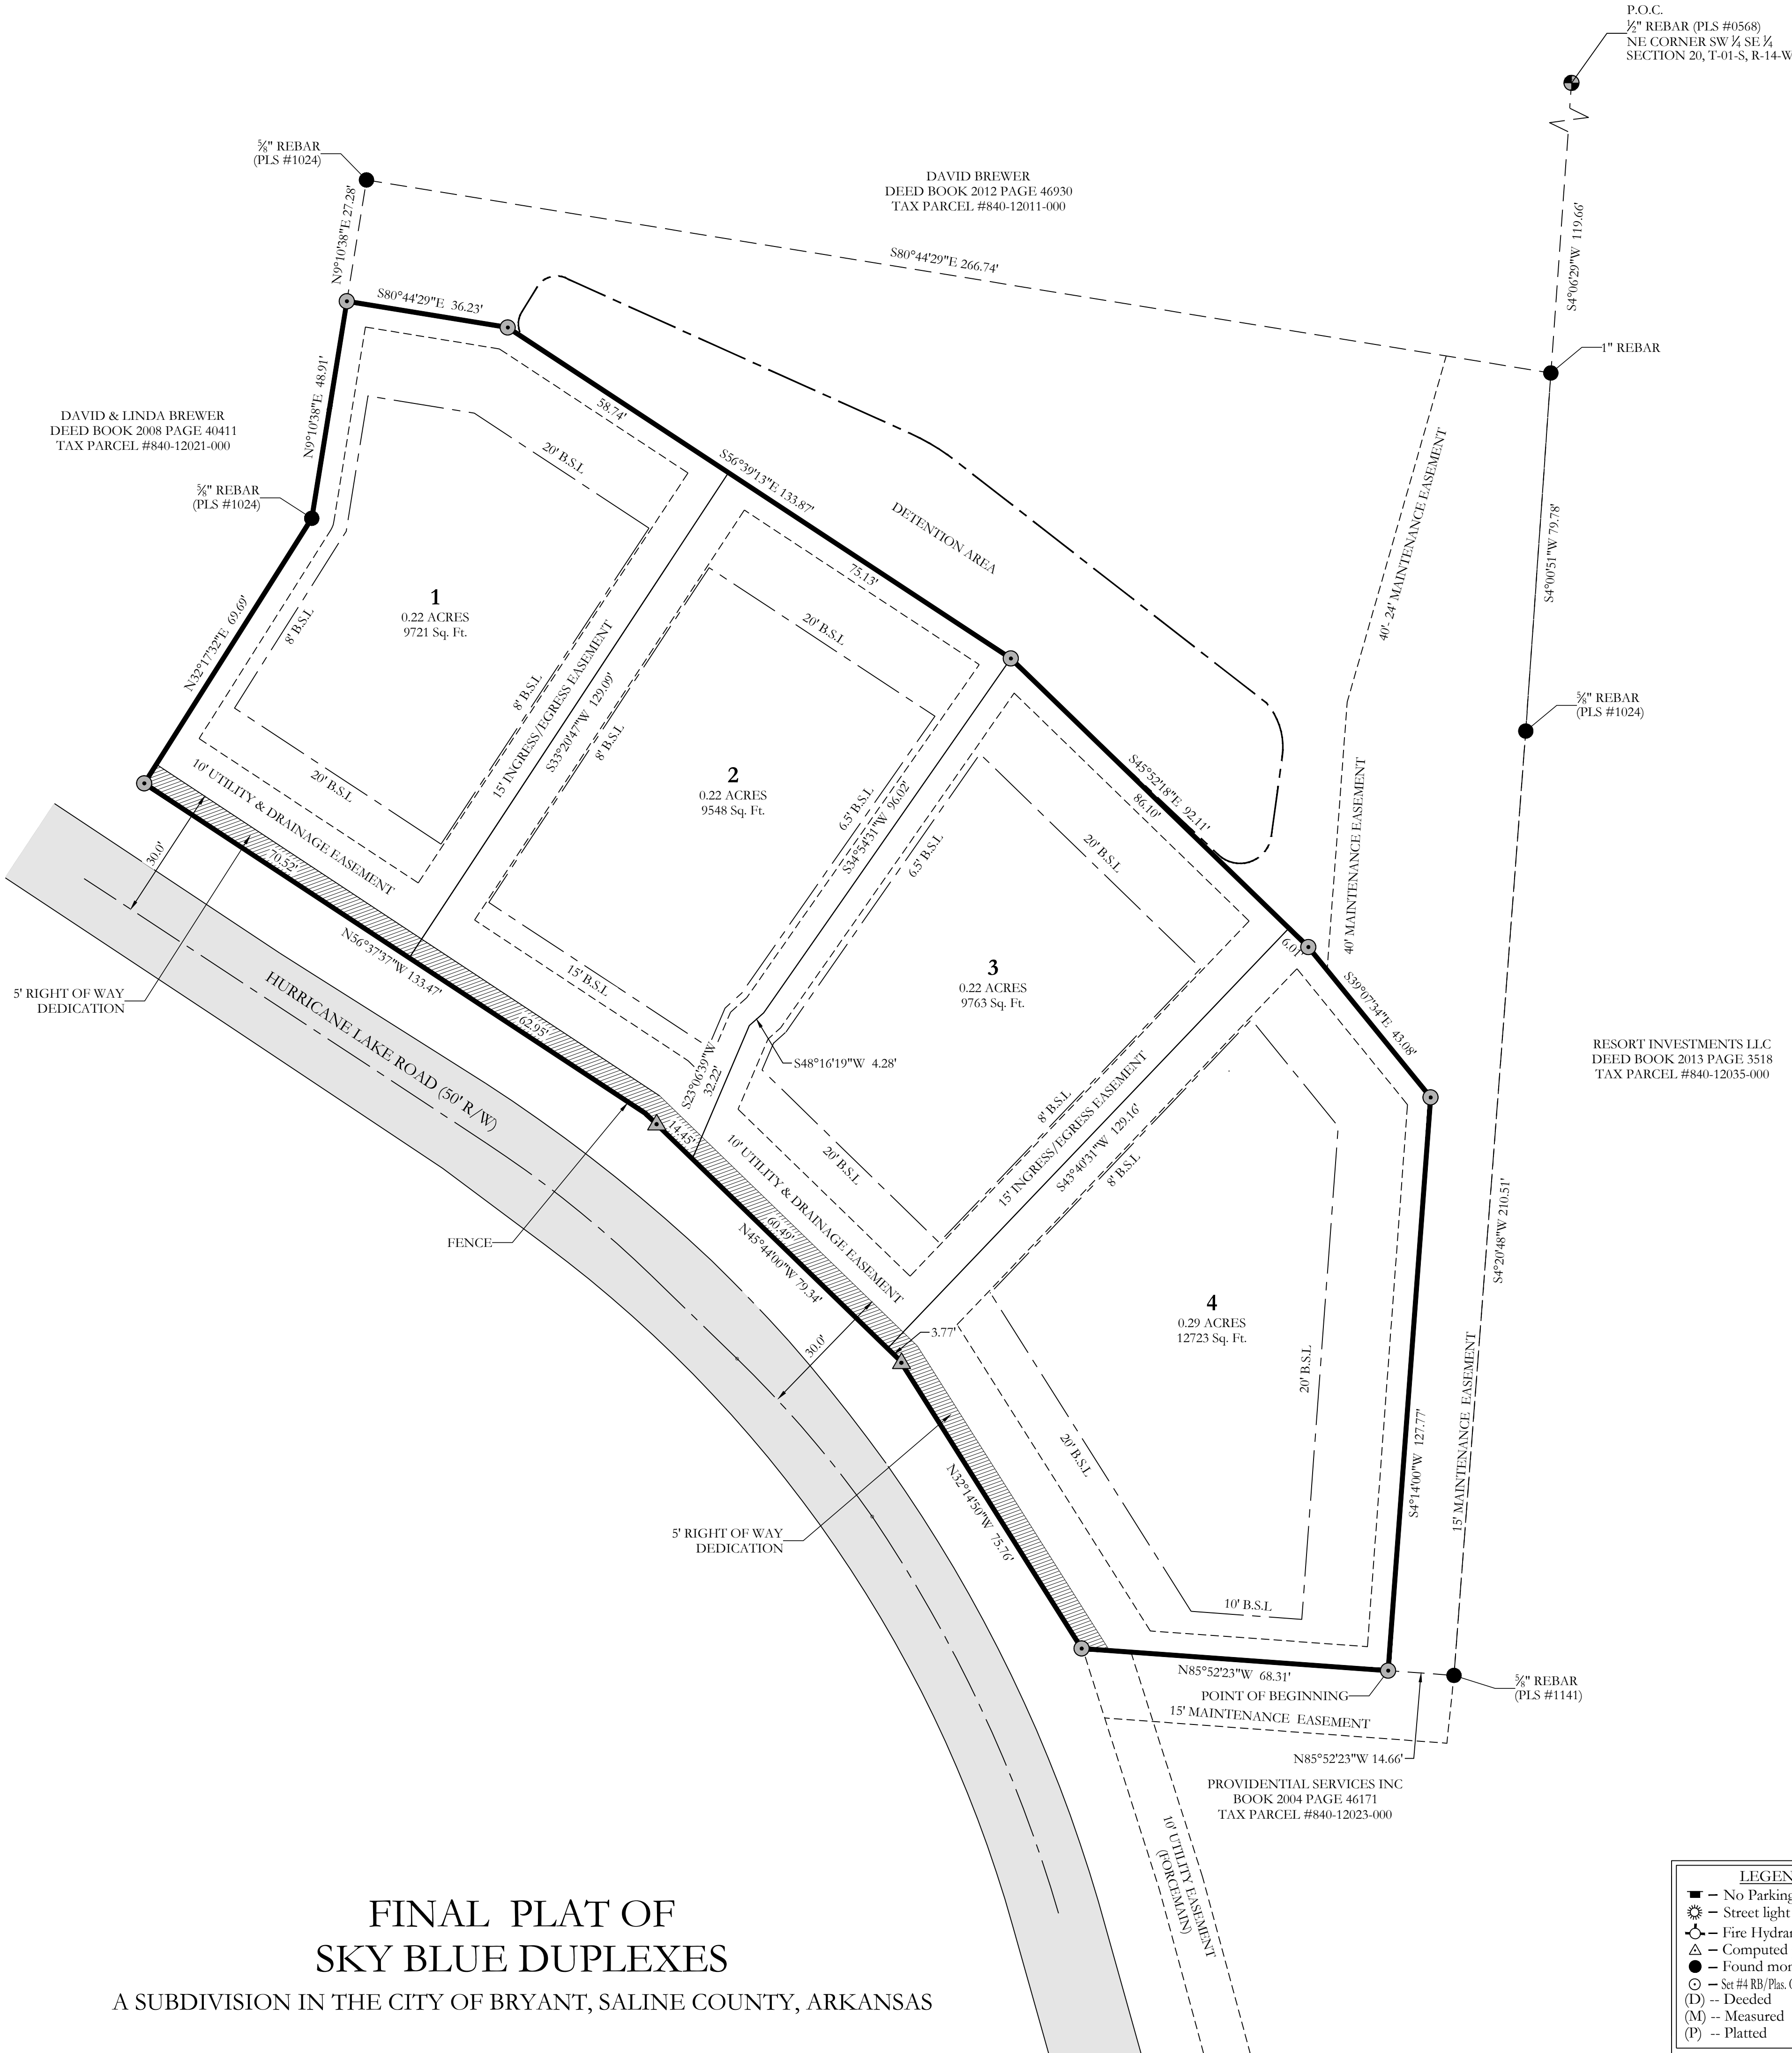 P.O.C.
½" REBAR (PLS #0568)
NE CORNER SW ¼ SE ¼
SECTION 20, T-01-S, R-14-W
⅝" REBAR
(PLS #1024)
N9°10'38"E 27.28'
DAVID BREWER
DEED BOOK 2012 PAGE 46930
TAX PARCEL #840-12011-000
S80°44'29"E 266.74'
S4°06'29"W 119.66'
1" REBAR
S80°44'29"E 36.23'
N9°10'38"E 48.91'
DAVID & LINDA BREWER
DEED BOOK 2008 PAGE 40411
TAX PARCEL #840-12021-000
⅝" REBAR
(PLS #1024)
58.74'
S56°39'13"E 133.87'
20' B.S.L
DETENTION AREA
75.13'
40'- 24' MAINTENANCE EASEMENT
S4°00'51"W 79.78'
1
0.22 ACRES
9721 Sq. Ft.
8' B.S.L
N32°17'32"E 69.69'
8' B.S.L
15' INGRESS/EGRESS EASEMENT
S33°20'47"W 129.09'
8' B.S.L
20' B.S.L
20' B.S.L
⅝" REBAR
(PLS #1024)
2
0.22 ACRES
9548 Sq. Ft.
6.5' B.S.L
S34°54'31"W 96.02'
6.5' B.S.L
S45°52'18"E 92.11'
86.10'
20' B.S.L
40' MAINTENANCE EASEMENT
10' UTILITY & DRAINAGE EASEMENT
30.0'
70.52'
N56°37'37"W 133.47'
5' RIGHT OF WAY
DEDICATION
HURRICANE LAKE ROAD (50' R/W)
15' B.S.L
62.95'
3
0.22 ACRES
9763 Sq. Ft.
6.01'
S39°07'34"E 43.08'
RESORT INVESTMENTS LLC
DEED BOOK 2013 PAGE 3518
TAX PARCEL #840-12035-000
S48°16'19"W 4.28'
S23°06'39"W
32.22'
14.45'
8' B.S.L
15' INGRESS/EGRESS EASEMENT
S43°40'31"W 129.16'
8' B.S.L
20' B.S.L
10' UTILITY & DRAINAGE EASEMENT
60.49'
N45°44'00"W 79.34'
FENCE
3.77'
30.0'
4
0.29 ACRES
12723 Sq. Ft.
20' B.S.L
S4°20'48"W 210.51'
S4°14'00"W 127.77'
15' MAINTENANCE EASEMENT
20' B.S.L
N32°14'50"W 75.76'
5' RIGHT OF WAY
DEDICATION
10' B.S.L
N85°52'23"W 68.31'
POINT OF BEGINNING
⅝" REBAR
(PLS #1141)
15' MAINTENANCE EASEMENT
N85°52'23"W 14.66'
PROVIDENTIAL SERVICES INC
BOOK 2004 PAGE 46171
TAX PARCEL #840-12023-000
10' UTILITY EASEMENT
(FORCEMAIN)
FINAL PLAT OF
SKY BLUE DUPLEXES
A SUBDIVISION IN THE CITY OF BRYANT, SALINE COUNTY, ARKANSAS
LEGEN
– No Parking
– Street light
– Fire Hydra
– Computed
– Found mo
– Set #4 RB/Plas.
(D) -- Deeded
(M) -- Measured
(P) -- Platted